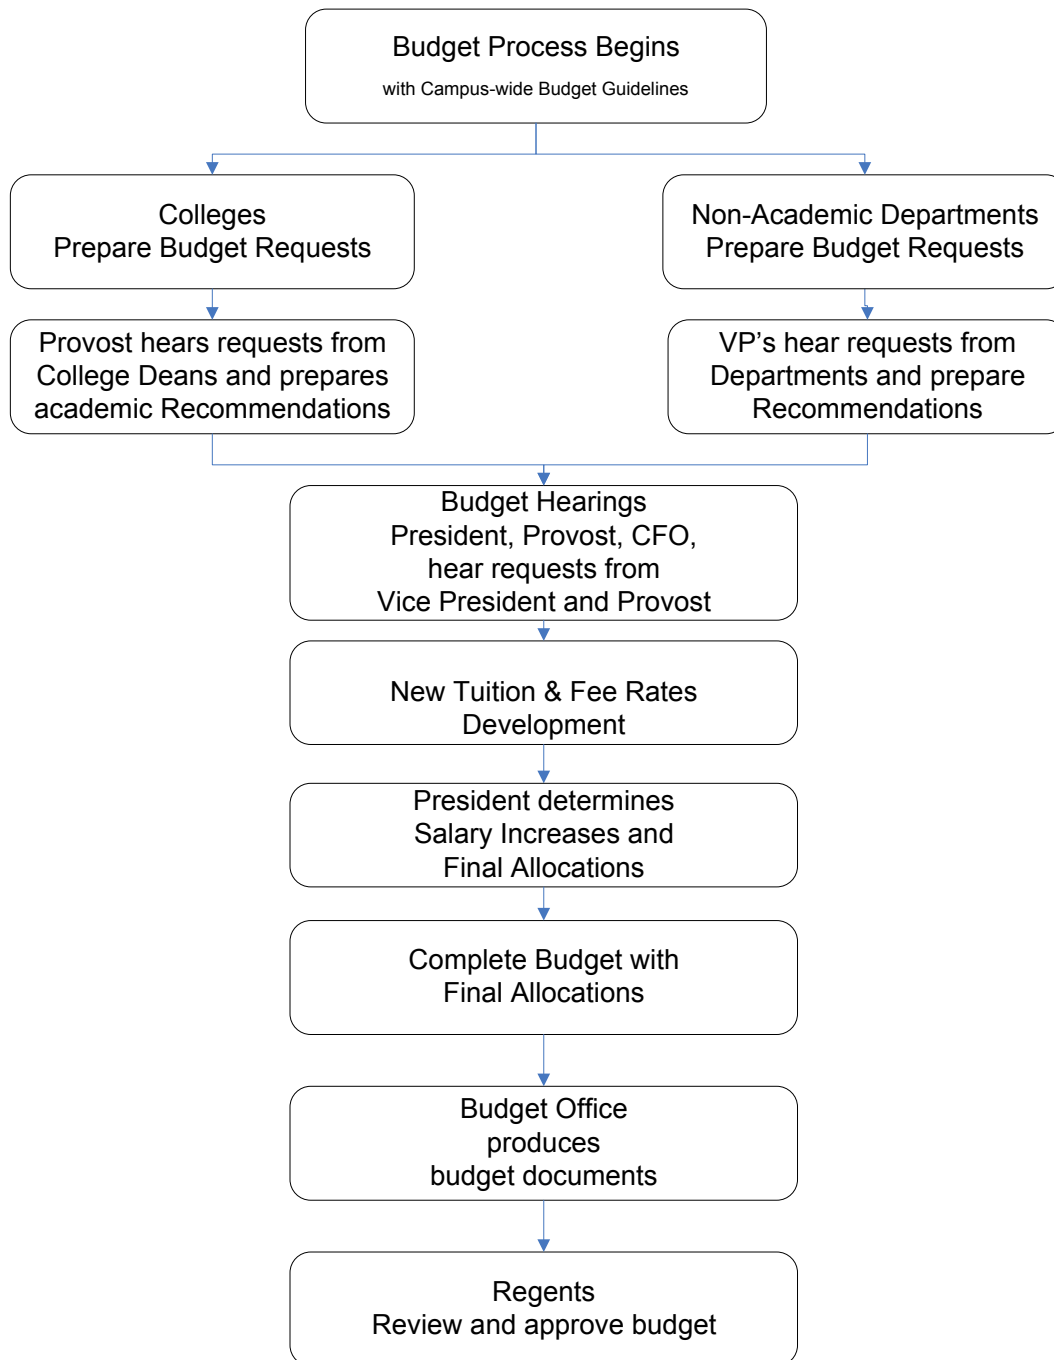 Budget Process Begins
with Campus-wide Budget Guidelines
Colleges
Prepare Budget Requests
Non-Academic Departments
Prepare Budget Requests
Provost hears requests from
College Deans and prepares
academic Recommendations
VP's hear requests from
Departments and prepare
Recommendations
Budget Hearings
President, Provost, CFO,
hear requests from
Vice President and Provost
New Tuition & Fee Rates
Development
President determines
Salary Increases and
Final Allocations
Complete Budget with
Final Allocations
Budget Office
produces
budget documents
Regents
Review and approve budget